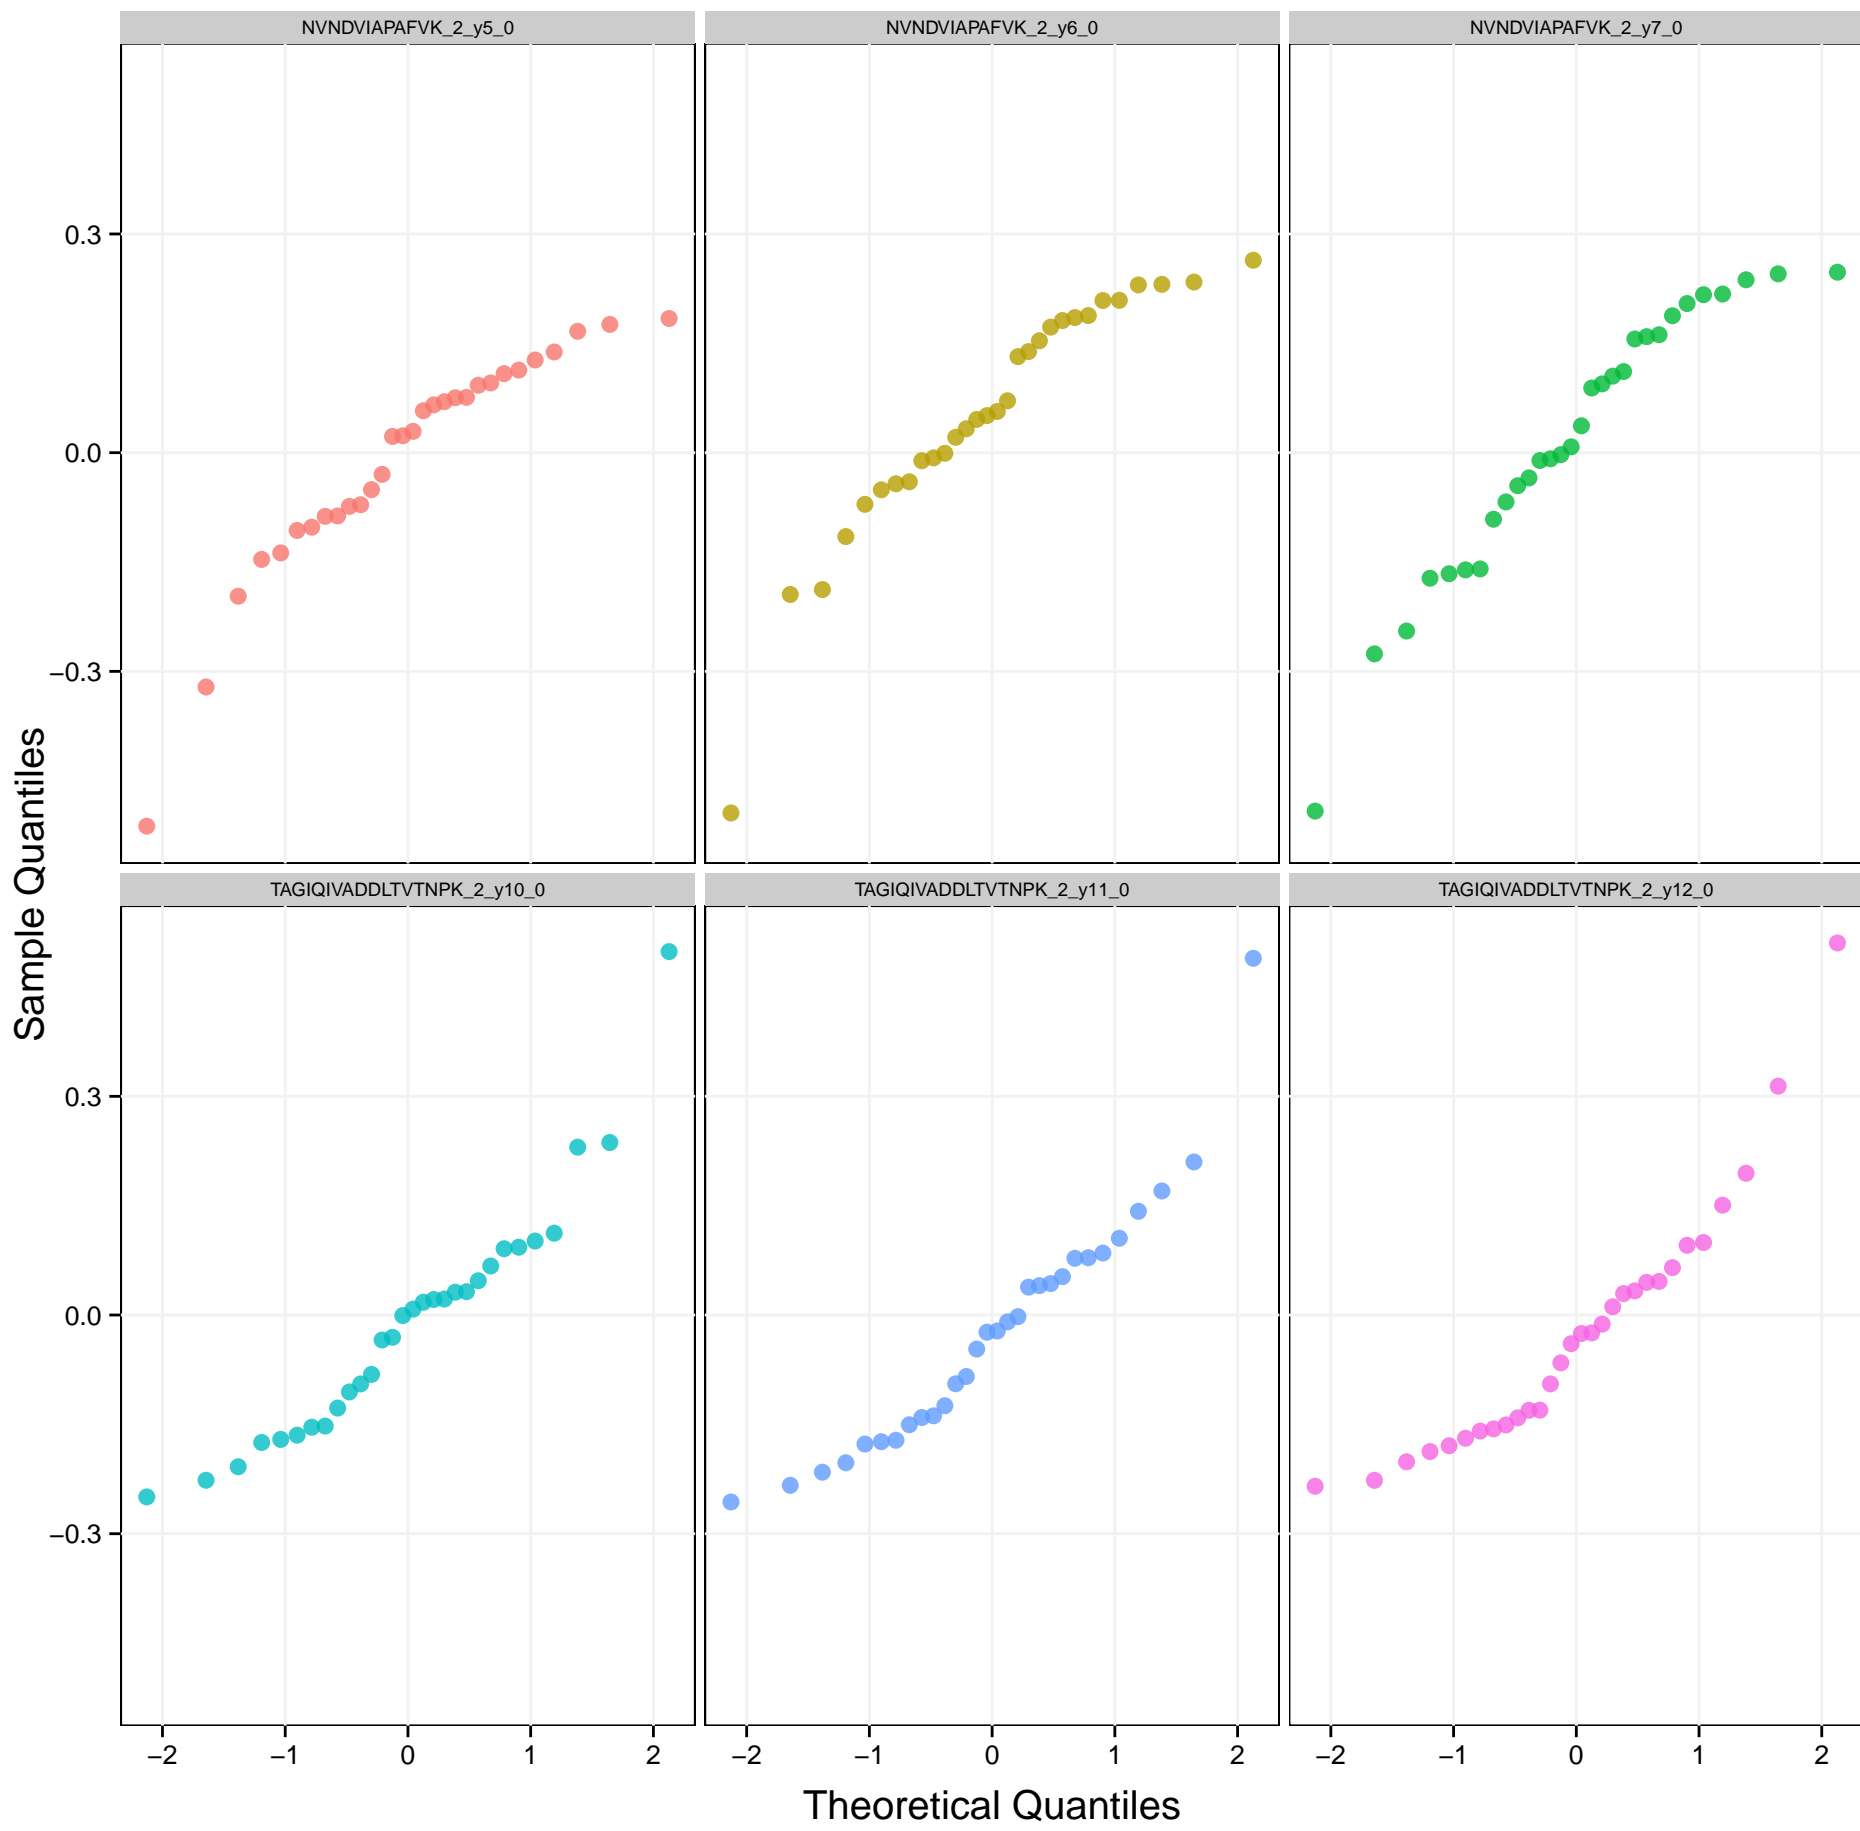 NVNDVIAPAFVK_2_y5_0 NVNDVIAPAFVK_2_y6_0 NVNDVIAPAFVK_2_y7_0
0.3
0.0
−0.3
Sample Quantiles
TAGIQIVADDLTVTNPK_2_y10_0 TAGIQIVADDLTVTNPK_2_y11_0 TAGIQIVADDLTVTNPK_2_y12_0
0.3
0.0
−0.3
−2 −1 0 1 2 −2 −1 0 1 2 −2 −1 0 1 2
Theoretical Quantiles